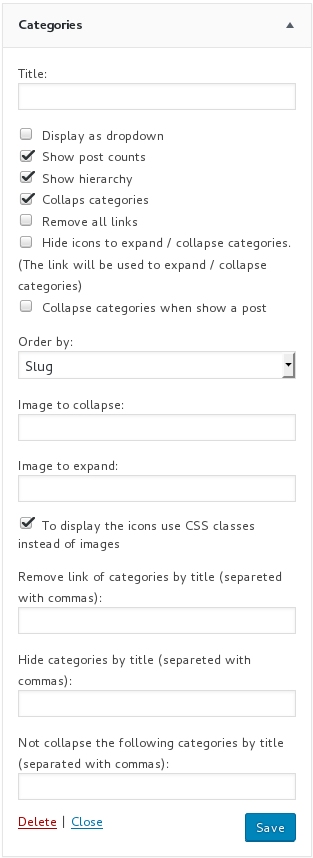 Categories
Title:
Display as dropdown
Show post counts
Show hierarchy
Collaps categories
Remove all links
Hide icons to expand / collapse categories.
(The link will be used to expand / collapse
categories)
Collapse categories when show a post
Order by:
Slug
Image to collapse:
Image to expand:
To display the icons use CSS classes
instead of images
Remove link of categories by title (separeted
with commas):
Hide categories by title (separeted with
commas):
Not collapse the following categories by title
(separated with commas):
Delete | Close
Save